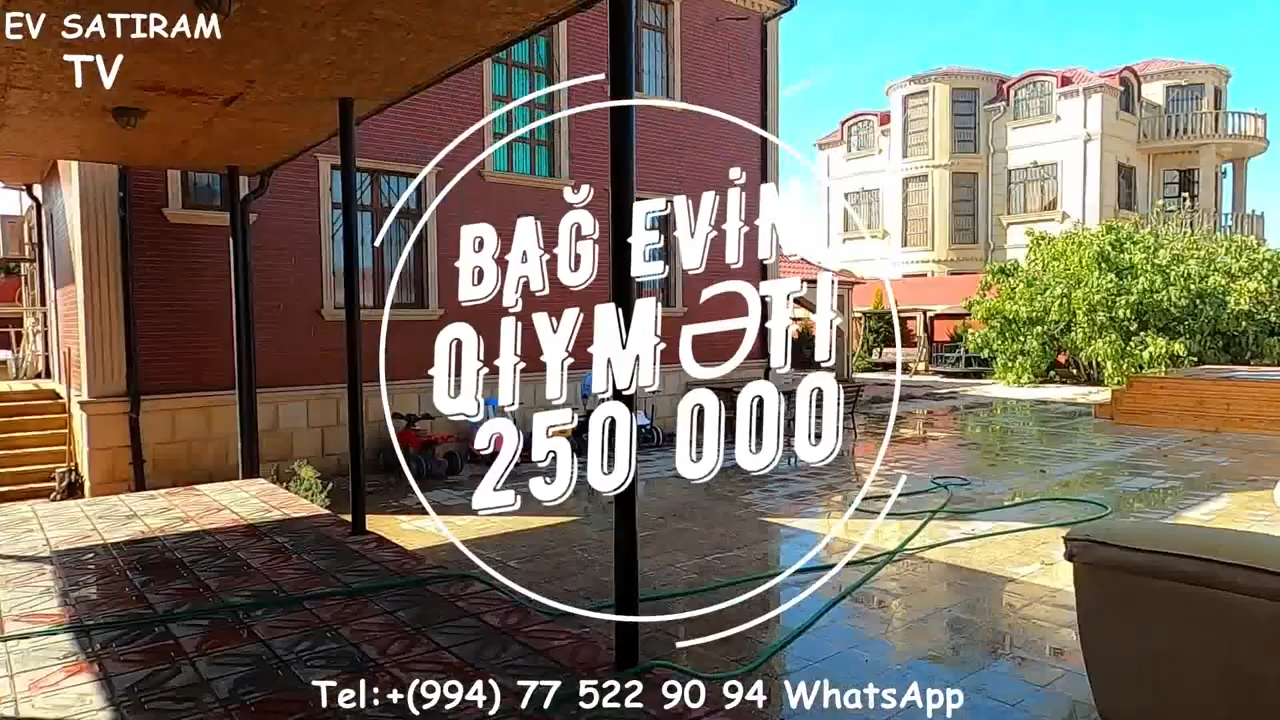 EV SATIRAM
TV
BAĞ EVİN
QİYMƏTİ
250 000
Tel:+(994) 77 522 90 94 WhatsApp